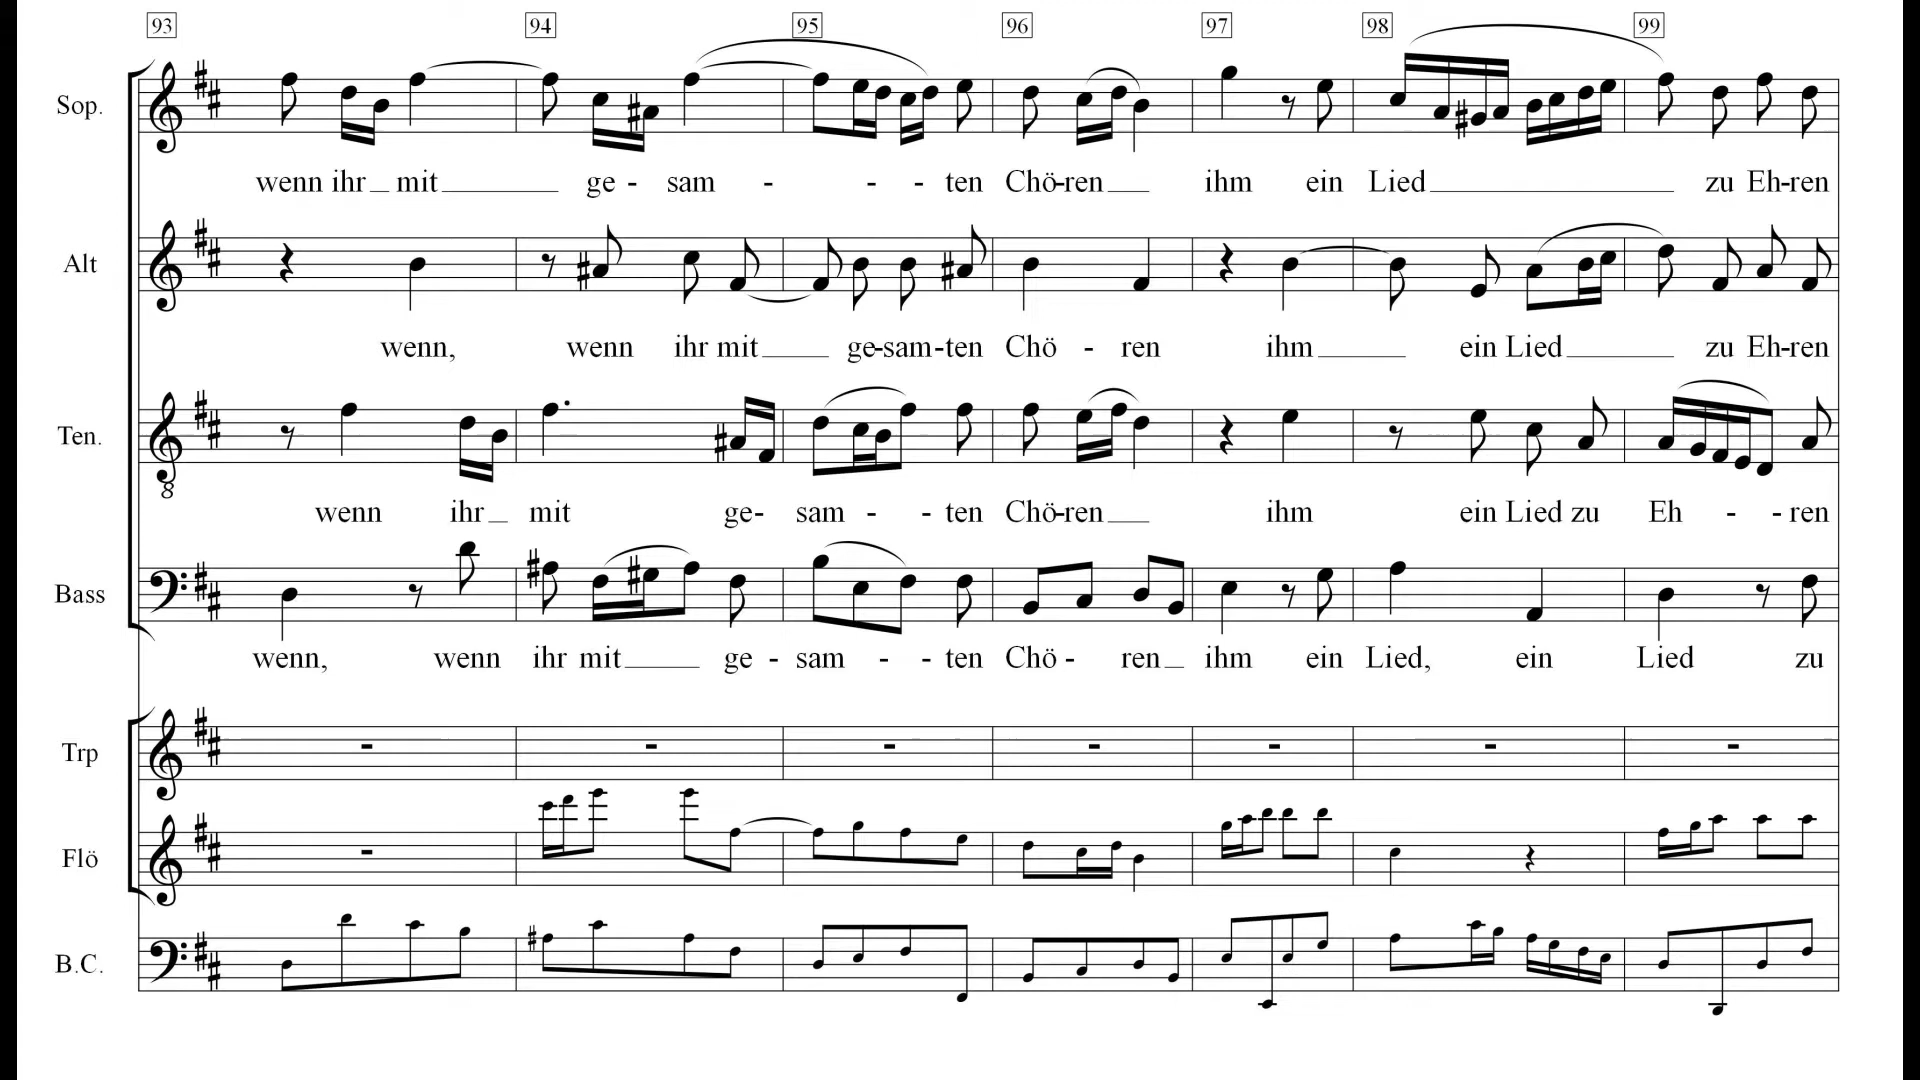 93 94 95 96 97 98 99
Sop.
wenn ihr mit ge - sam - - - ten Chö-ren ihm ein Lied zu Eh-ren
Alt
wenn, wenn ihr mit ge-sam-ten Chö - ren ihm ein Lied zu Eh-ren
Ten.
8
wenn ihr mit ge- sam - - ten Chö-ren ihm ein Lied zu Eh - - ren
Bass
wenn, wenn ihr mit ge - sam - - ten Chö - ren ihm ein Lied, ein Lied zu
Trp
Flö
B.C.